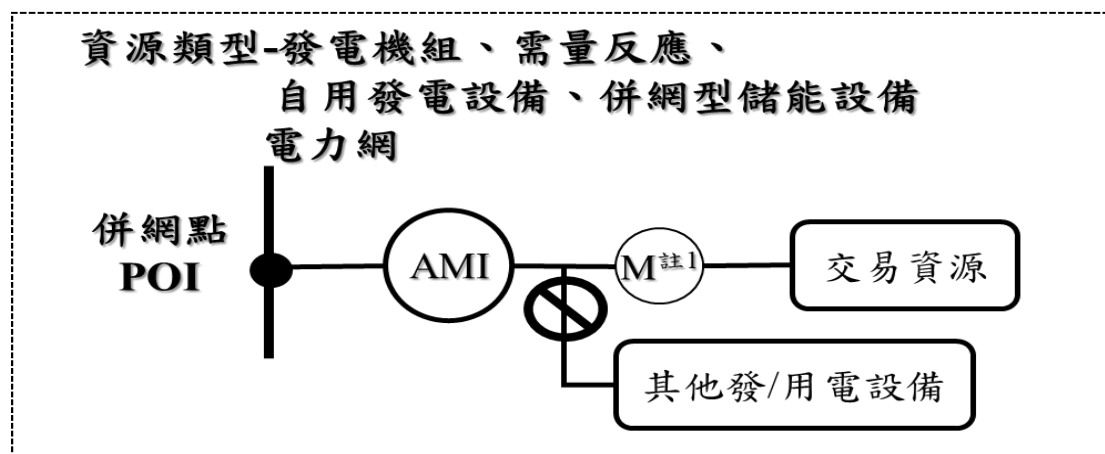 資源類型-發電機組、需量反應、
自用發電設備、併網型儲能設備
電力網
併網點
POI
AMI
M註1
交易資源
其他發/用電設備